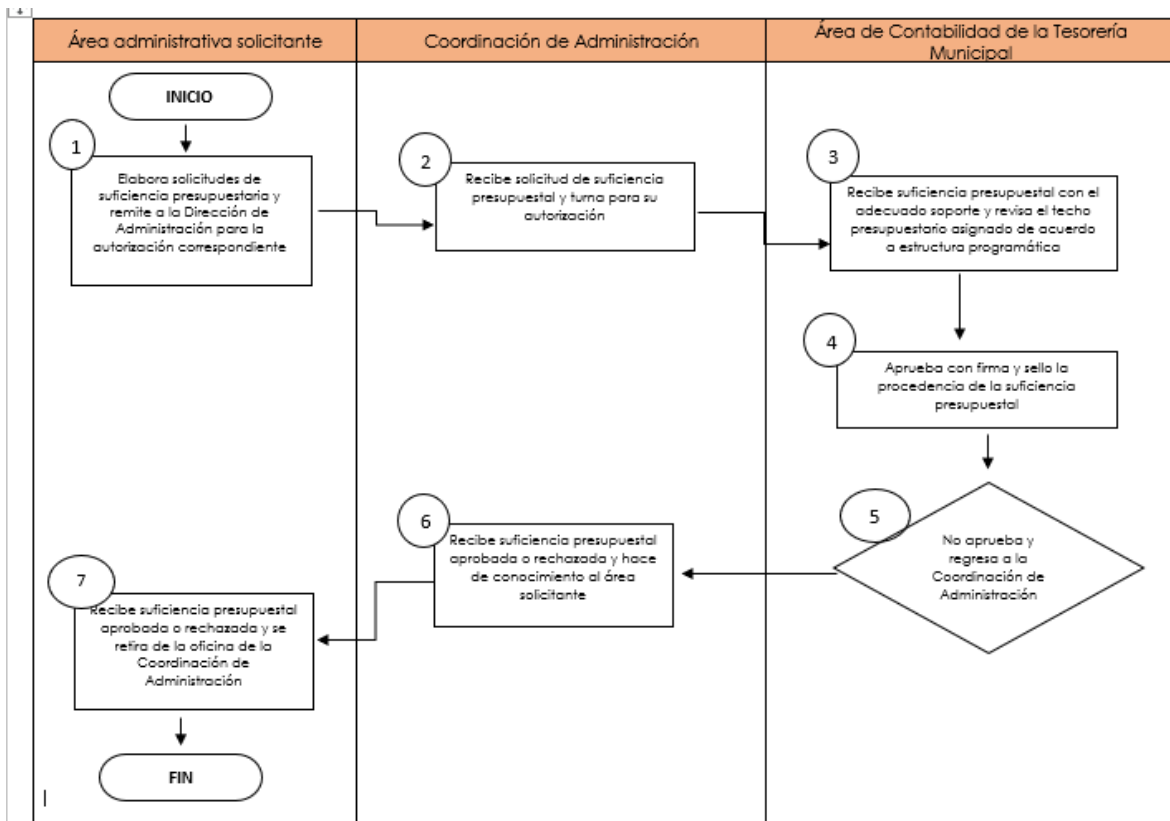 Área administrativa solicitante
Coordinación de Administración
Área de Contabilidad de la Tesorería
Municipal
INICIO
1
Elabora solicitudes de
suficiencia presupuestaria y
remite a la Dirección de
Administración para la
autorización correspondiente
2
Recibe solicitud de suficiencia
presupuestal y turna para su
autorización
3
Recibe suficiencia presupuestal con el
adecuado soporte y revisa el techo
presupuestario asignado de acuerdo
a estructura programática
4
Aprueba con firma y sello la
procedencia de la suficiencia
presupuestal
5
No aprueba y
regresa a la
Coordinación de
Administración
6
Recibe suficiencia presupuestal
aprobada o rechazada y hace
de conocimiento al área
solicitante
7
Recibe suficiencia presupuestal
aprobada o rechazada y se
retira de la oficina de la
Coordinación de
Administración
FIN